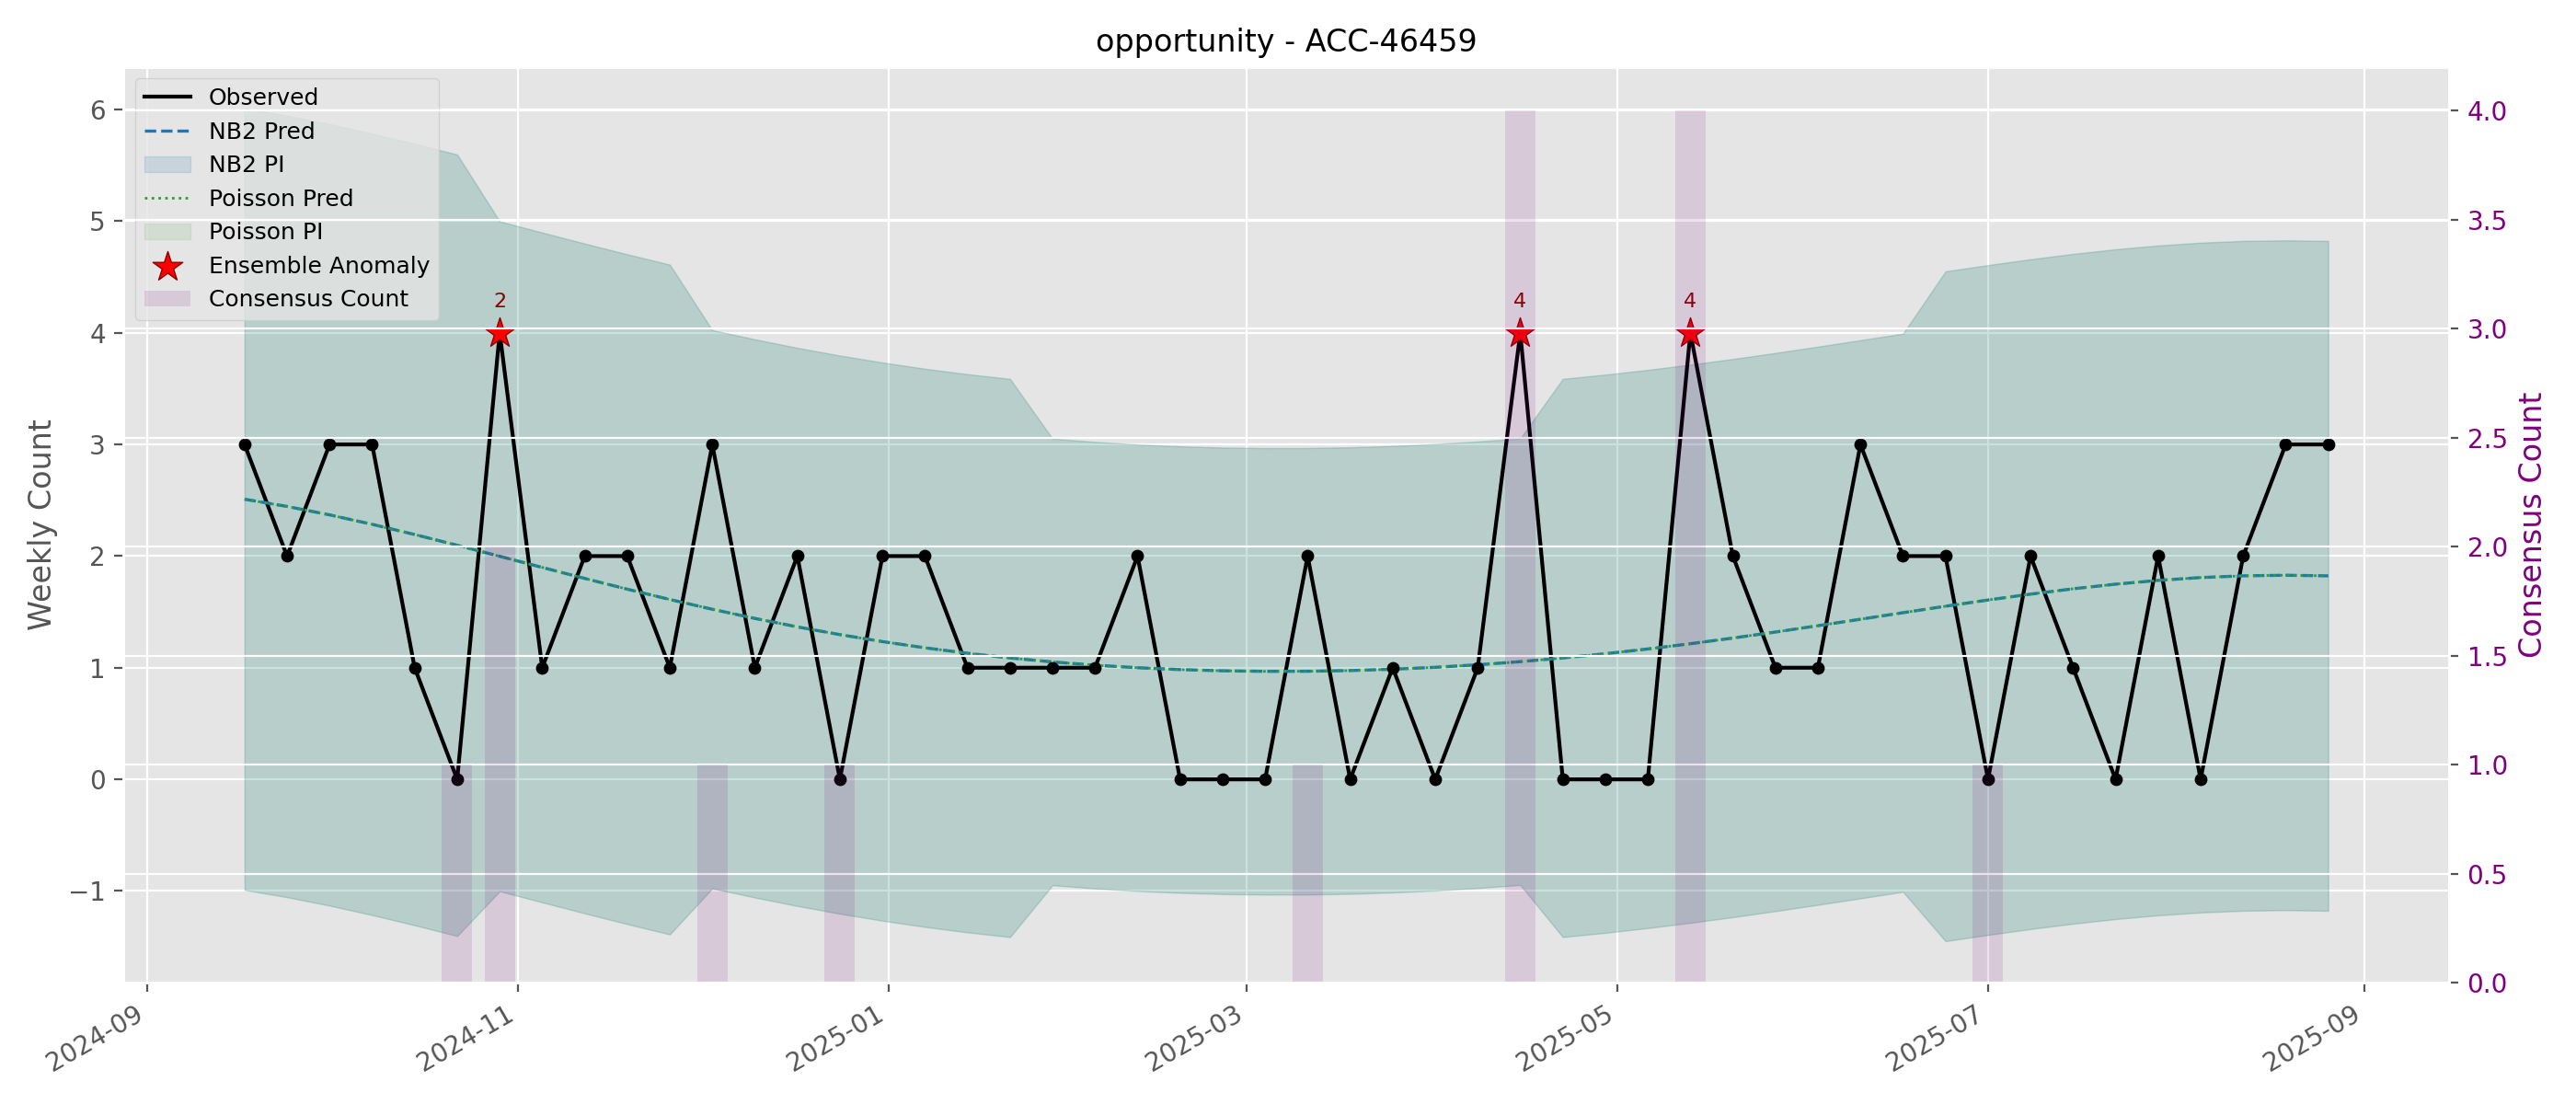 opportunity - ACC-46459
Observed
NB2 Pred
NB2 PI
Poisson Pred
Poisson PI
Ensemble Anomaly
Consensus Count
Weekly Count
6
5
4
3
2
1
0
−1
2
4
4
4.0
3.5
3.0
2.5
2.0
1.5
1.0
0.5
0.0
Consensus Count
2024-09
2024-11
2025-01
2025-03
2025-05
2025-07
2025-09